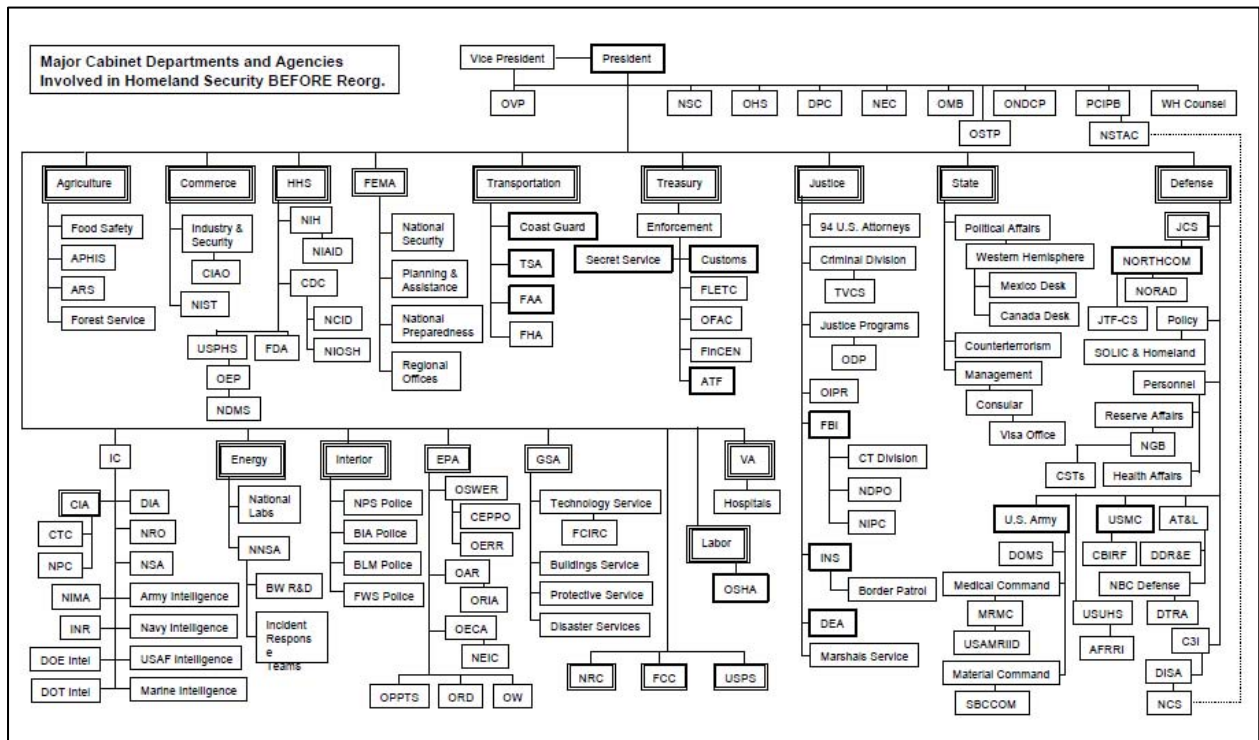 Major Cabinet Departments and Agencies
Involved in Homeland Security BEFORE Reorg.
Vice President
President
OVP
NSC
OHS
DPC
NEC
OMB
ONDCP
PCIPB
WH Counsel
OSTP
NSTAC
Agriculture
Commerce
HHS
FEMA
Transportation
Treasury
Justice
State
Defense
Food Safety
APHIS
ARS
Forest Service
Industry &
Security
CIAO
NIST
NIH
NIAID
CDC
NCID
NIOSH
USPHS
FDA
OEP
NDMS
National
Security
Planning &
Assistance
National
Preparedness
Regional
Offices
Coast Guard
TSA
FAA
FHA
Enforcement
Secret Service
Customs
FLETC
OFAC
FinCEN
ATF
94 U.S. Attorneys
Criminal Division
TVCS
Justice Programs
ODP
OIPR
FBI
CT Division
NDPO
NIPC
INS
Border Patrol
DEA
Marshals Service
Political Affairs
Western Hemisphere
Mexico Desk
Canada Desk
Counterterrorism
Management
Consular
Visa Office
JCS
NORTHCOM
NORAD
JTF-CS
Policy
SOLIC & Homeland
Personnel
Reserve Affairs
NGB
CSTs
Health Affairs
U.S. Army
USMC
AT&L
DOMS
CBIRF
DDR&E
Medical Command
NBC Defense
MRMC
USUHS
DTRA
USAMRIID
AFRRI
C3I
Material Command
DISA
SBCCOM
NCS
IC
CIA
DIA
CTC
NRO
NPC
NSA
NIMA
Army Intelligence
INR
Navy Intelligence
DOE Intel
USAF Intelligence
DOT Intel
Marine Intelligence
Energy
National
Labs
NNSA
BW R&D
Incident
Respons
e
Teams
Interior
NPS Police
BIA Police
BLM Police
FWS Police
EPA
OSWER
CEPPO
OERR
OAR
ORIA
OECA
NEIC
OPPTS
ORD
OW
GSA
Technology Service
FCIRC
Buildings Service
Protective Service
Disaster Services
NRC
FCC
USPS
Labor
OSHA
VA
Hospitals